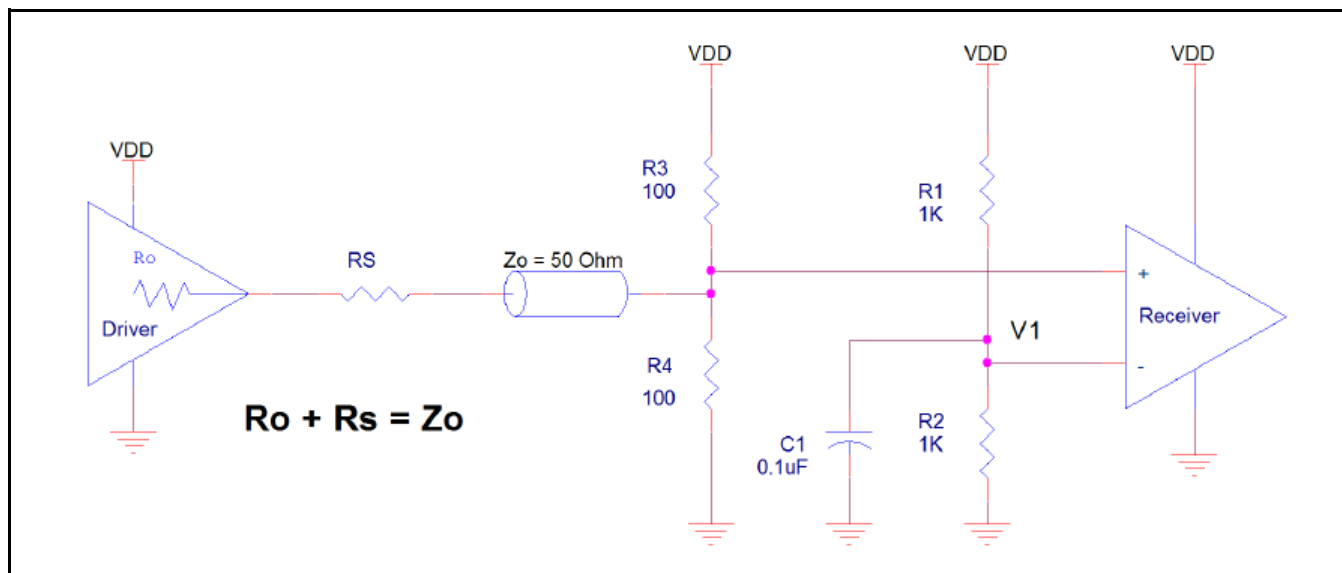 VDD
VDD
VDD
VDD
R3
100
R1
1K
Ro
RS
Zo = 50 Ohm
+
Driver
Receiver
V1
-
R4
100
Ro + Rs = Zo
C1
0.1uF
R2
1K